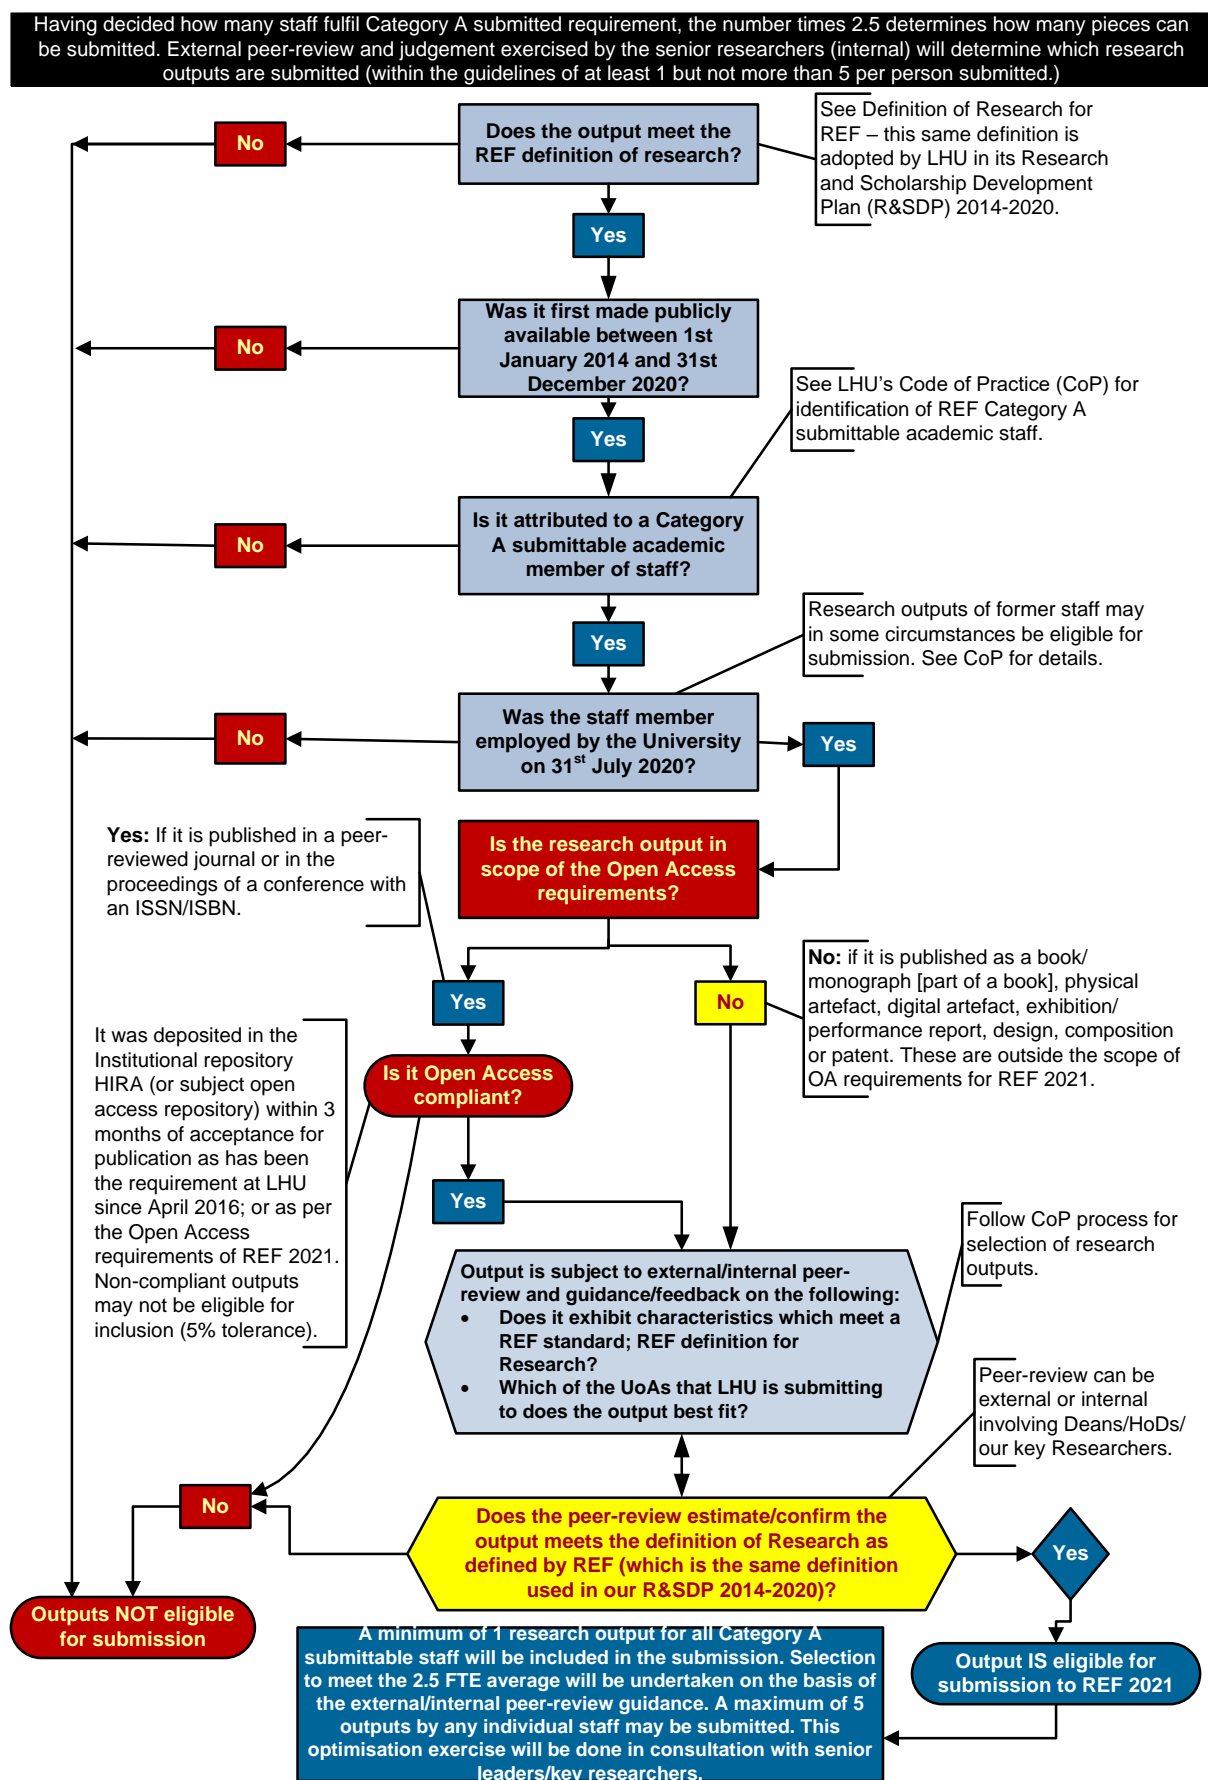 Having decided how many staff fulfil Category A submitted requirement, the number times 2.5 determines how many pieces can
be submitted. External peer-review and judgement exercised by the senior researchers (internal) will determine which research
outputs are submitted (within the guidelines of at least 1 but not more than 5 per person submitted.)
Does the output meet the
REF definition of research?
No
See Definition of Research for
REF – this same definition is
adopted by LHU in its Research
and Scholarship Development
Plan (R&SDP) 2014-2020.
Yes
Was it first made publicly
available between 1st
January 2014 and 31st
December 2020?
No
Yes
See LHU's Code of Practice (CoP) for
identification of REF Category A
submittable academic staff.
Is it attributed to a Category
A submittable academic
member of staff?
No
Yes
Research outputs of former staff may
in some circumstances be eligible for
submission. See CoP for details.
Was the staff member
employed by the University
on 31st July 2020?
No
Yes
Is the research output in
scope of the Open Access
requirements?
Yes: If it is published in a peer-
reviewed journal or in the
proceedings of a conference with
an ISSN/ISBN.
Yes
No
No: if it is published as a book/
monograph [part of a book], physical
artefact, digital artefact, exhibition/
performance report, design, composition
or patent. These are outside the scope of
OA requirements for REF 2021.
Is it Open Access
compliant?
It was deposited in the
Institutional repository
HIRA (or subject open
access repository) within 3
months of acceptance for
publication as has been
the requirement at LHU
since April 2016; or as per
the Open Access
requirements of REF 2021.
Non-compliant outputs
may not be eligible for
inclusion (5% tolerance).
Yes
Output is subject to external/internal peer-
review and guidance/feedback on the following:
• Does it exhibit characteristics which meet a
REF standard; REF definition for
Research?
• Which of the UoAs that LHU is submitting
to does the output best fit?
Follow CoP process for
selection of research
outputs.
Peer-review can be
external or internal
involving Deans/HoDs/
our key Researchers.
No
Does the peer-review estimate/confirm the
output meets the definition of Research as
defined by REF (which is the same definition
used in our R&SDP 2014-2020)?
Yes
Outputs NOT eligible
for submission
Output IS eligible for
submission to REF 2021
A minimum of 1 research output for all Category A
submittable staff will be included in the submission. Selection
to meet the 2.5 FTE average will be undertaken on the basis of
the external/internal peer-review guidance. A maximum of 5
outputs by any individual staff may be submitted. This
optimisation exercise will be done in consultation with senior
leaders/key researchers.